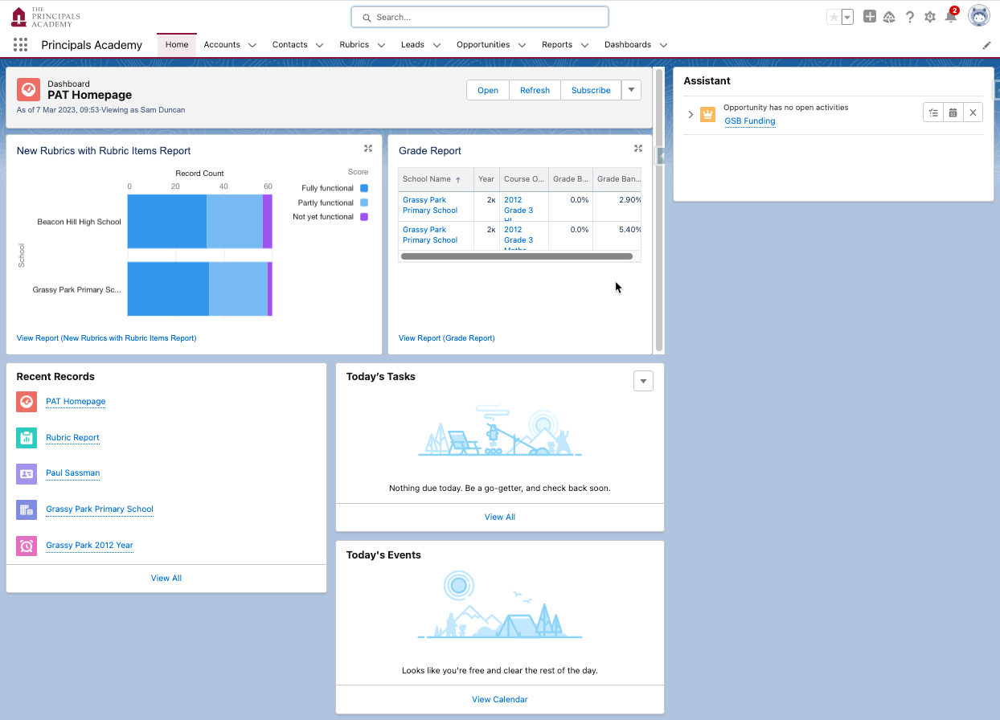 THE
PRINCIPALS
ACADEMY
Search...
2
Principals Academy
Home
Accounts
Contacts
Rubrics
Leads
Opportunities
Reports
Dashboards
Dashboard
PAT Homepage
As of 7 Mar 2023, 09:53·Viewing as Sam Duncan
Open
Refresh
Subscribe
Assistant
Opportunity has no open activities
GSB Funding
New Rubrics with Rubric Items Report
Record Count
0 20 40 60
School
Beacon Hill High School
Grassy Park Primary Sc...
Score
Fully functional
Partly functional
Not yet functional
View Report (New Rubrics with Rubric Items Report)
Grade Report
School Name Year Course O... Grade B... Grade Ban...
Grassy Park Primary School 2к 2012 Grade 3 HL 0.0% 2.90%
Grassy Park Primary School 2к 2012 Grade 3 Maths 0.0% 5.40%
View Report (Grade Report)
Recent Records
PAT Homepage
Rubric Report
Paul Sassman
Grassy Park Primary School
Grassy Park 2012 Year
View All
Today’s Tasks
Nothing due today. Be a go-getter, and check back soon.
View All
Today's Events
Looks like you're free and clear the rest of the day.
View Calendar